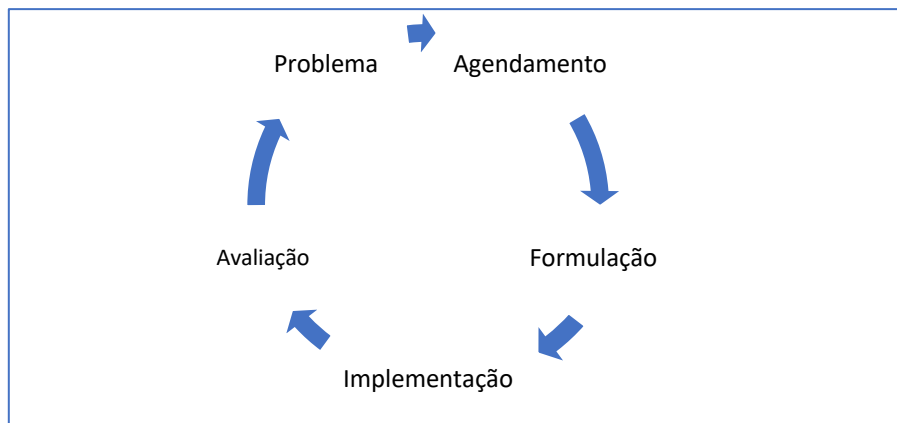 Problema
Agendamento
Formulação
Implementação
Avaliação